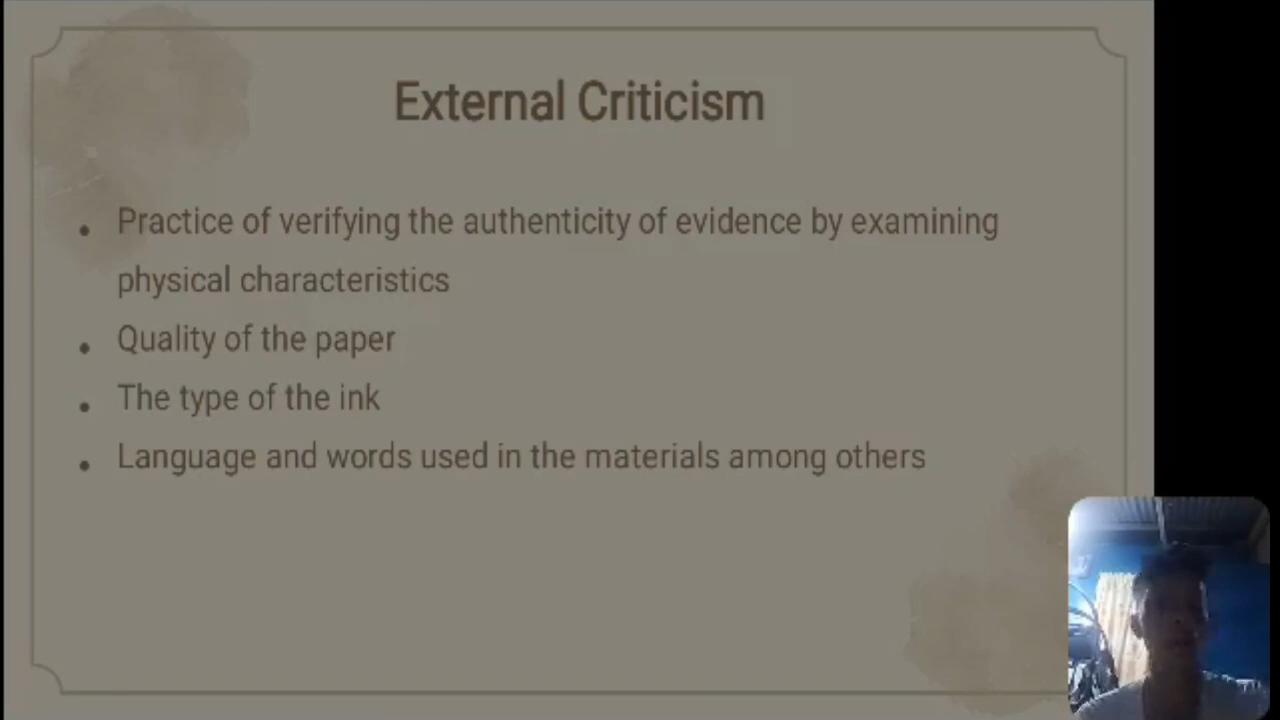 External Criticism
• Practice of verifying the authenticity of evidence by examining
physical characteristics
• Quality of the paper
• The type of the ink
• Language and words used in the materials among others